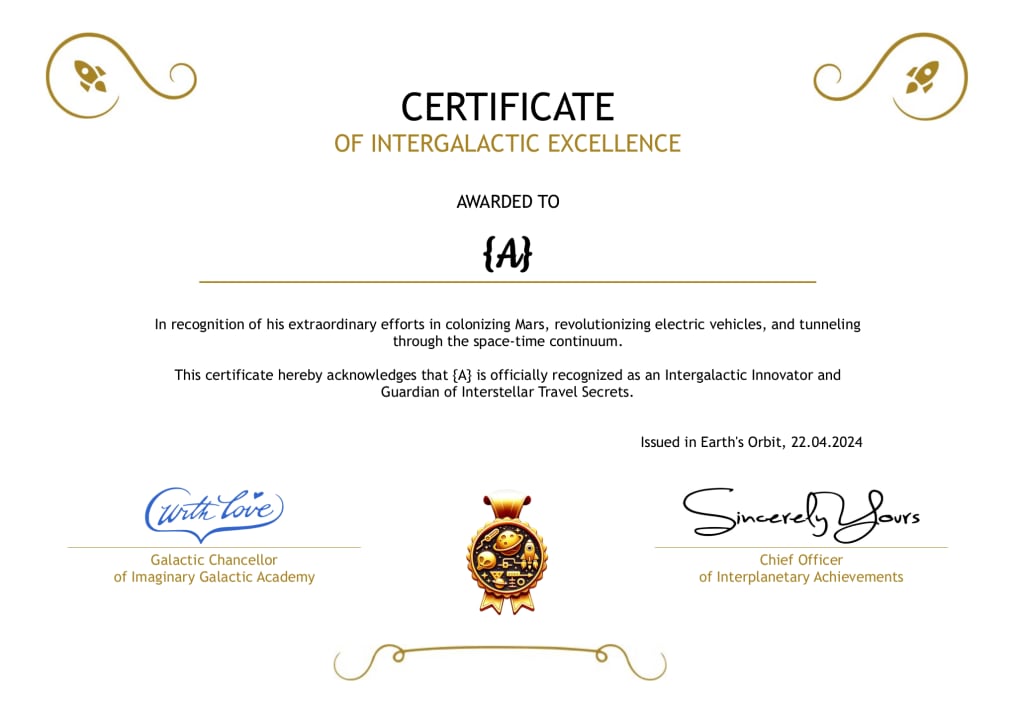 CERTIFICATE
OF INTERGALACTIC EXCELLENCE
AWARDED TO
{A}
In recognition of his extraordinary efforts in colonizing Mars, revolutionizing electric vehicles, and tunneling
through the space-time continuum.
This certificate hereby acknowledges that {A} is officially recognized as an Intergalactic Innovator and
Guardian of Interstellar Travel Secrets.
Issued in Earth's Orbit, 22.04.2024
With Love
Galactic Chancellor
of Imaginary Galactic Academy
Sincerely Yours
Chief Officer
of Interplanetary Achievements